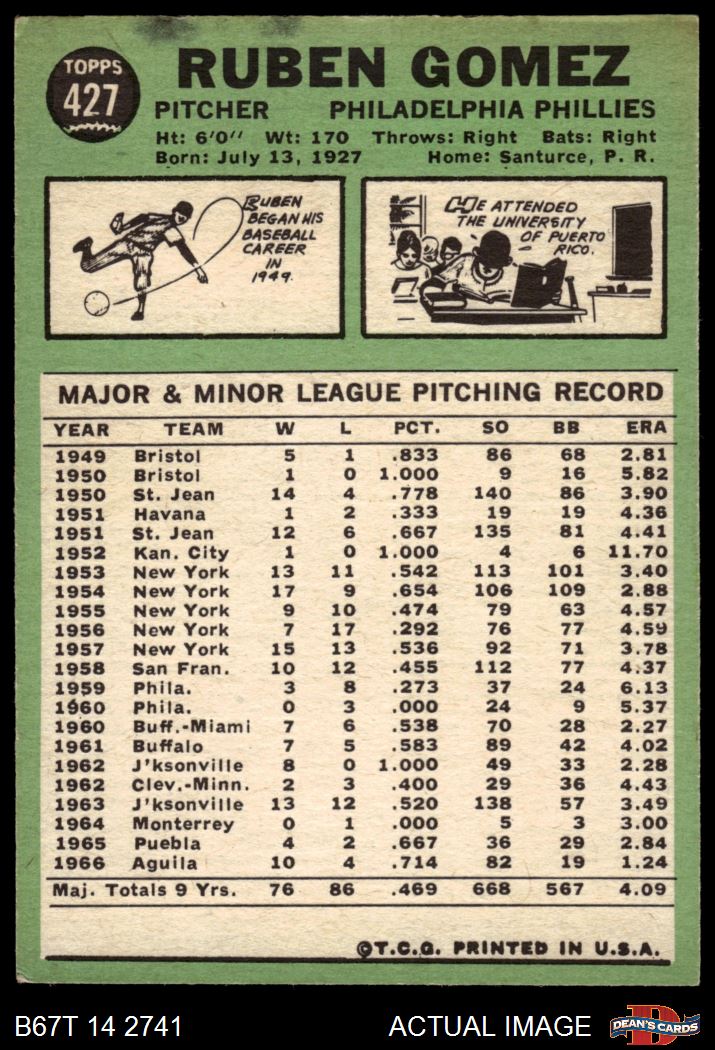 TOPPS
427
RUBEN GOMEZ
PITCHER PHILADELPHIA PHILLIES
Ht: 6'0" Wt: 170 Throws: Right Bats: Right
Born: July 13, 1927 Home: Santurce, P. R.
RUBEN
BEGAN HIS
BASEBALL
CAREER
IN
1949.
HE ATTENDED
THE UNIVERSITY
OF PUERTO
RICO.
MAJOR & MINOR LEAGUE PITCHING RECORD
YEAR TEAM W L PCT. SO BB ERA
1949 Bristol 5 1 .833 86 68 2.81
1950 Bristol 1 0 1.000 9 16 5.82
1950 St. Jean 14 4 .778 140 86 3.90
1951 Havana 1 2 .333 19 19 4.36
1951 St. Jean 12 6 .667 135 81 4.41
1952 Kan. City 1 0 1.000 4 6 11.70
1953 New York 13 11 .542 113 101 3.40
1954 New York 17 9 .654 106 109 2.88
1955 New York 9 10 .474 79 63 4.57
1956 New York 7 17 .292 76 77 4.59
1957 New York 15 13 .536 92 71 3.78
1958 San Fran. 10 12 .455 112 77 4.37
1959 Phila. 3 8 .273 37 24 6.13
1960 Phila. 0 3 .000 24 9 5.37
1960 Buff.-Miami 7 6 .538 70 28 2.27
1961 Buffalo 7 5 .583 89 42 4.02
1962 J'ksonville 8 0 1.000 49 33 2.28
1962 Clev.-Minn. 2 3 .400 29 36 4.43
1963 J'ksonville 13 12 .520 138 57 3.49
1964 Monterrey 0 1 .000 5 3 3.00
1965 Puebla 4 2 .667 36 29 2.84
1966 Aguila 10 4 .714 82 19 1.24
Maj. Totals 9 Yrs. 76 86 .469 668 567 4.09
©T.C.G. PRINTED IN U.S.A.
B67T 14 2741 ACTUAL IMAGE
D
DEAN'S CARDS